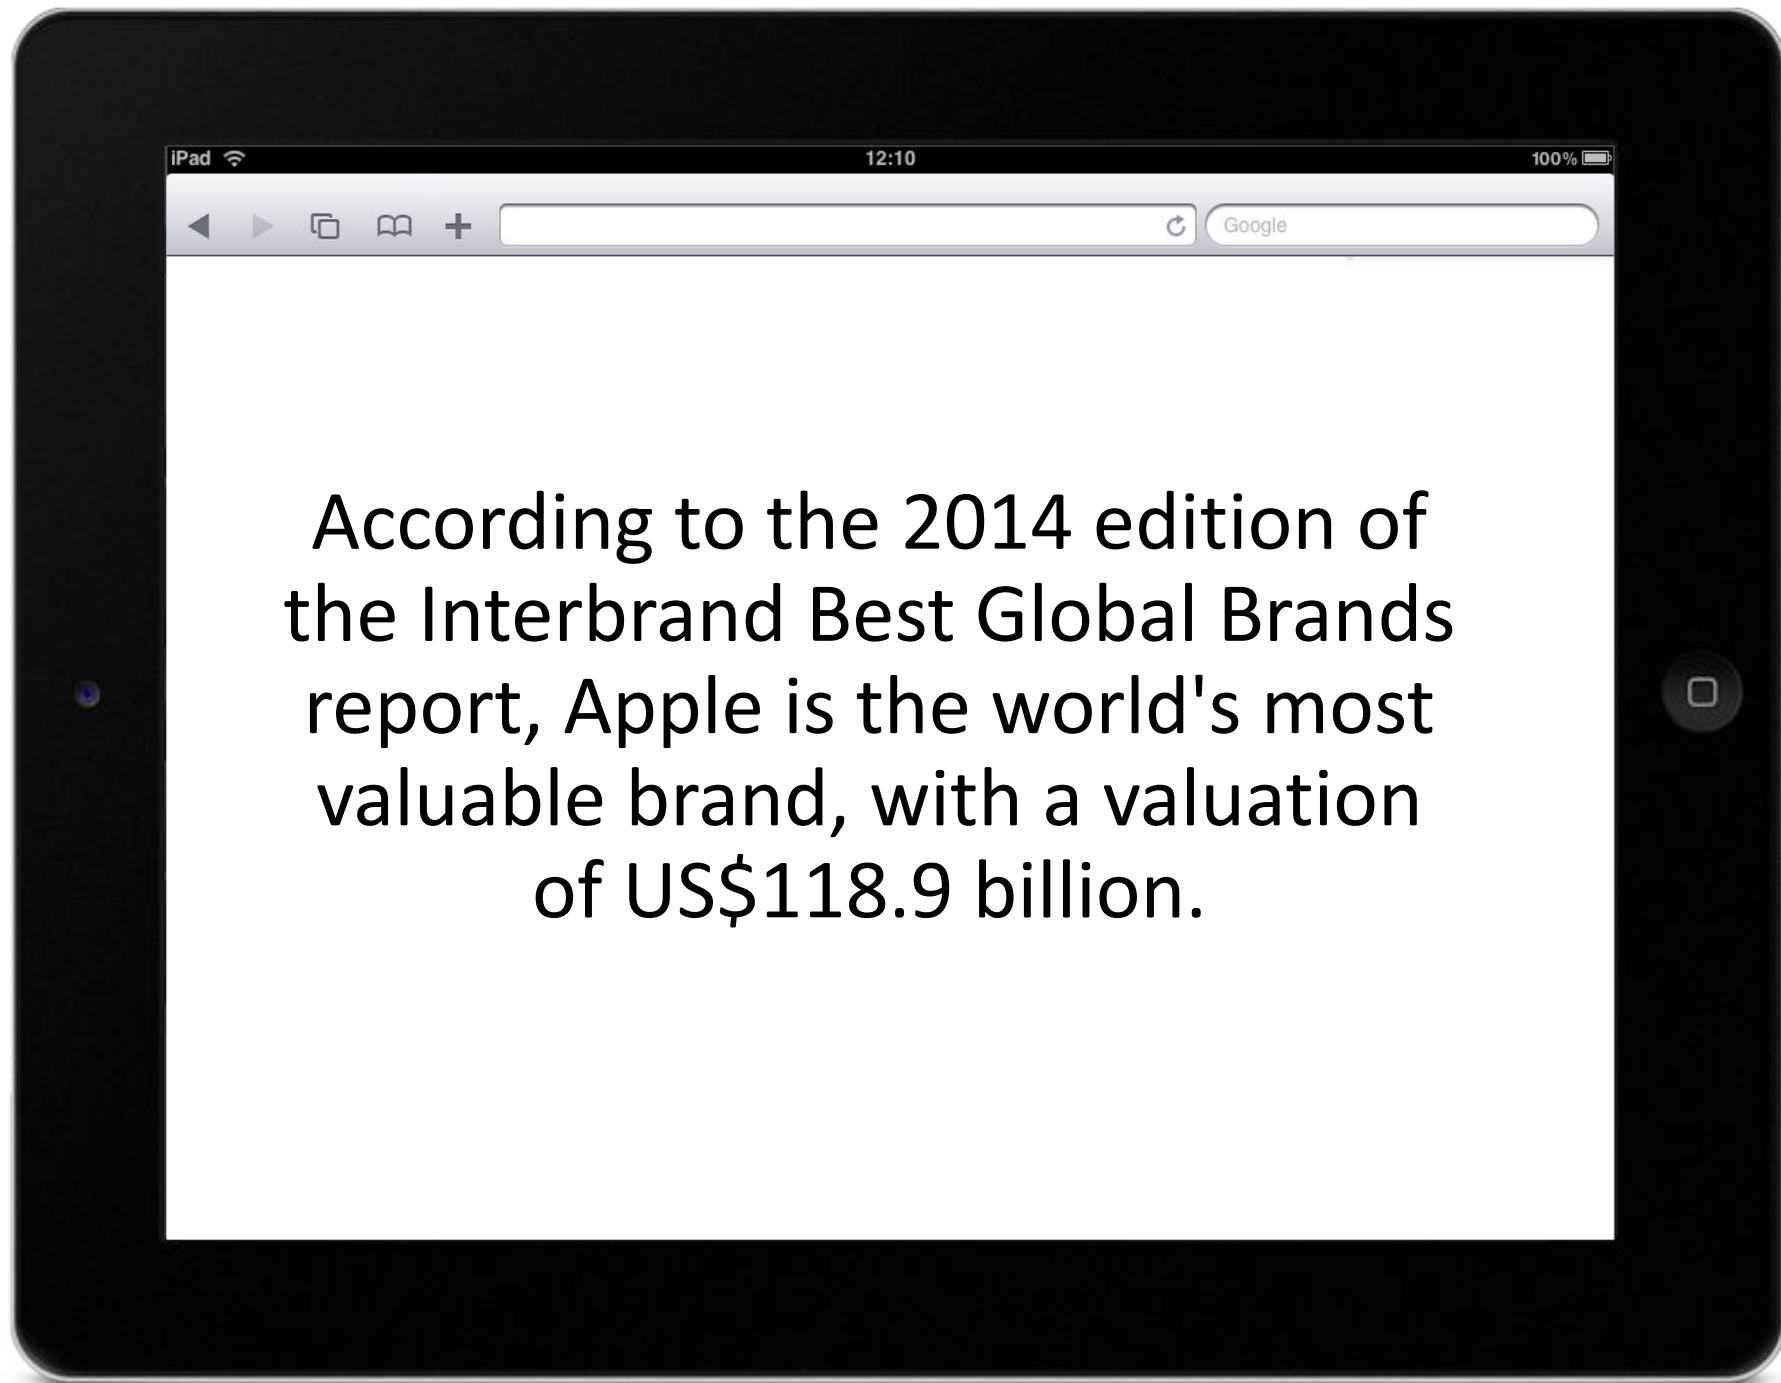 iPad 12:10 100%
Google
According to the 2014 edition of
the Interbrand Best Global Brands
report, Apple is the world's most
valuable brand, with a valuation
of US$118.9 billion.